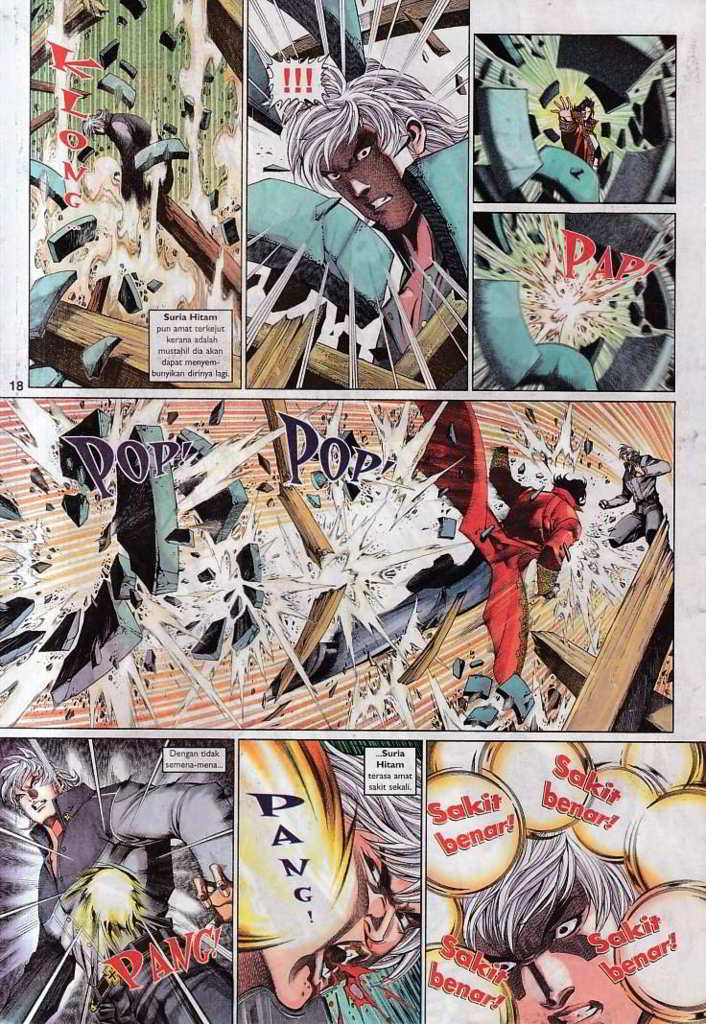 KLONG
Suria Hitam
pun amat terkejut
kerana adalah
mustahil dia akan
dapat menyem-
bunyikan dirinya lagi.
!!!
PAP!
18
POP!
POP!
Dengan tidak
semena-mena...
PANG!
...Suria
Hitam
terasa amat
sakit sekali.
PANG!
Sakit
benar!
Sakit
benar!
Sakit
benar!
Sakit
benar!